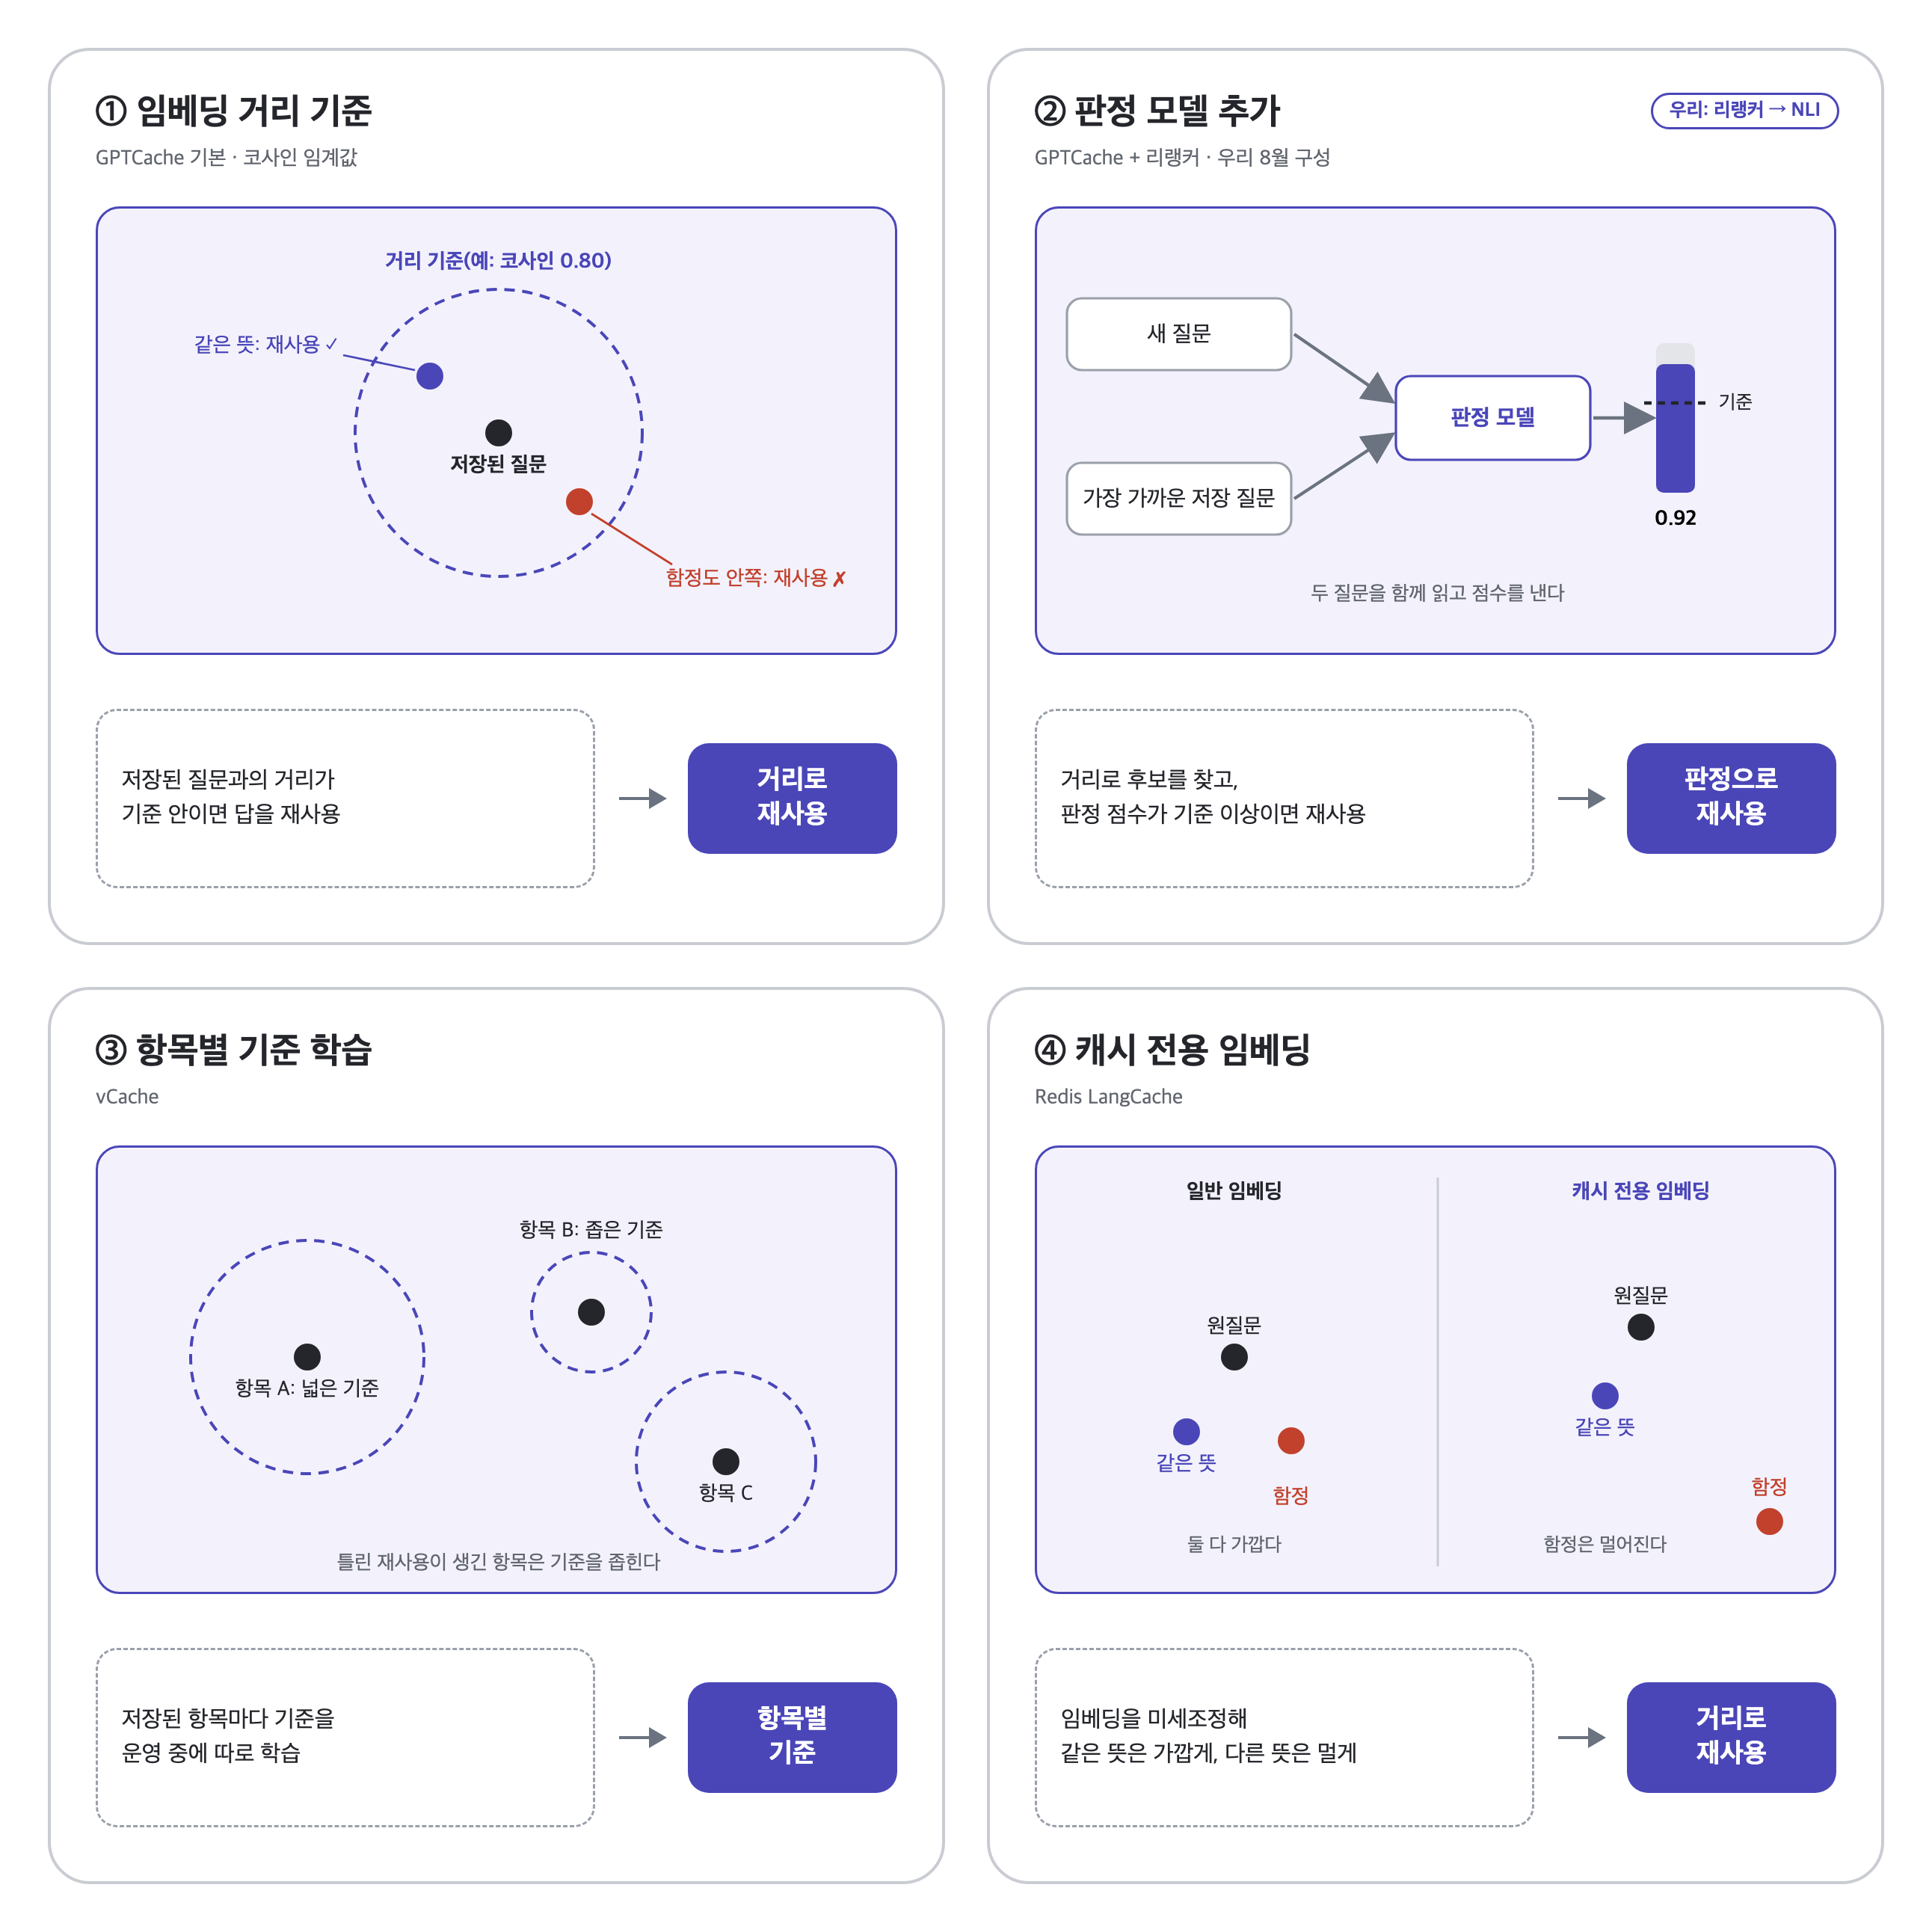 ① 임베딩 거리 기준
GPTCache 기본 · 코사인 임계값
거리 기준(예: 코사인 0.80)
같은 뜻: 재사용 ✓
저장된 질문
함정도 안쪽: 재사용 ✗
저장된 질문과의 거리가
기준 안이면 답을 재사용
거리로
재사용
② 판정 모델 추가
우리: 리랭커 → NLI
GPTCache + 리랭커 · 우리 8월 구성
새 질문
판정 모델
기준
가장 가까운 저장 질문
0.92
두 질문을 함께 읽고 점수를 낸다
거리로 후보를 찾고,
판정 점수가 기준 이상이면 재사용
판정으로
재사용
③ 항목별 기준 학습
vCache
항목 B: 좁은 기준
항목 A: 넓은 기준
항목 C
틀린 재사용이 생긴 항목은 기준을 좁힌다
저장된 항목마다 기준을
운영 중에 따로 학습
항목별
기준
④ 캐시 전용 임베딩
Redis LangCache
일반 임베딩
원질문
같은 뜻
함정
둘 다 가깝다
캐시 전용 임베딩
원질문
같은 뜻
함정
함정은 멀어진다
임베딩을 미세조정해
같은 뜻은 가깝게, 다른 뜻은 멀게
거리로
재사용